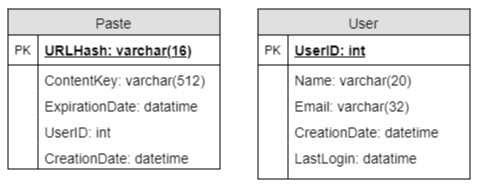 Paste
PK URLHash: varchar(16)
ContentKey: varchar(512)
ExpirationDate: datatime
UserID: int
CreationDate: datetime
User
PK UserID: int
Name: varchar(20)
Email: varchar(32)
CreationDate: datetime
LastLogin: datatime